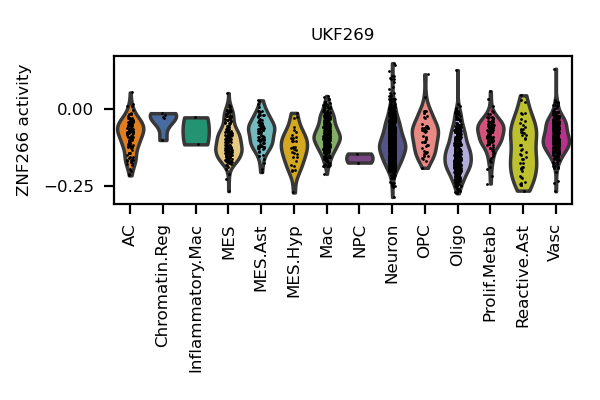 UKF269
ZNF266 activity
0.00
−0.25
AC
Chromatin.Reg
Inflammatory.Mac
MES
MES.Ast
MES.Hyp
Mac
NPC
Neuron
OPC
Oligo
Prolif.Metab
Reactive.Ast
Vasc